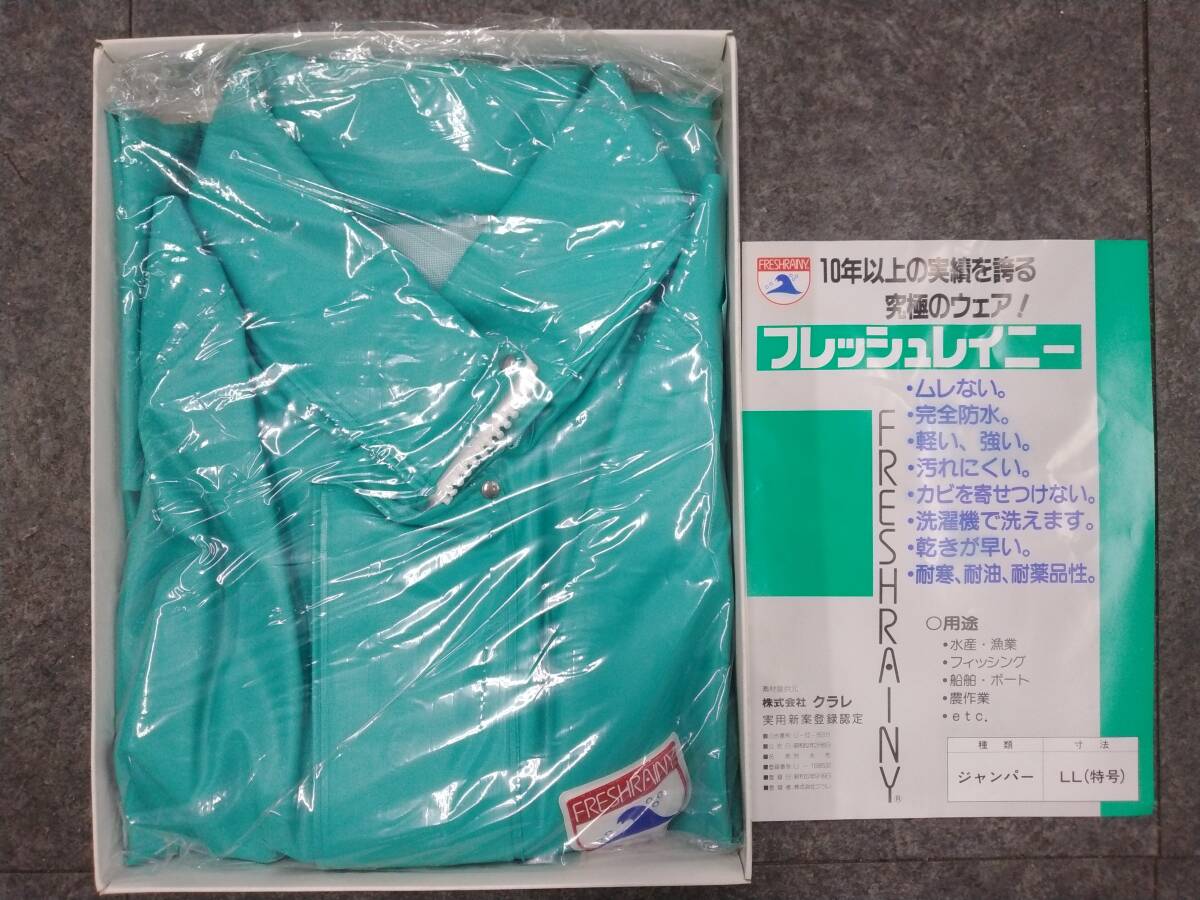 FRESHRAINY
10年以上の実績を誇る
究極のウェア!
フレッシュレイニー
・ムレない。
・完全防水。
・軽い、強い。
・汚れにくい。
・カビを寄せつけない。
・洗濯機で洗えます。
・乾きが早い。
・耐寒、耐油、耐薬品性。
FRESHRAINY®
○用途
・水産・漁業
・フィッシング
・船舶・ボート
・農作業
・etc.
素材提供元
株式会社 クラレ
実用新案登録認定
種類 寸法
ジャンパー LL(特号)
FRESHRAINY